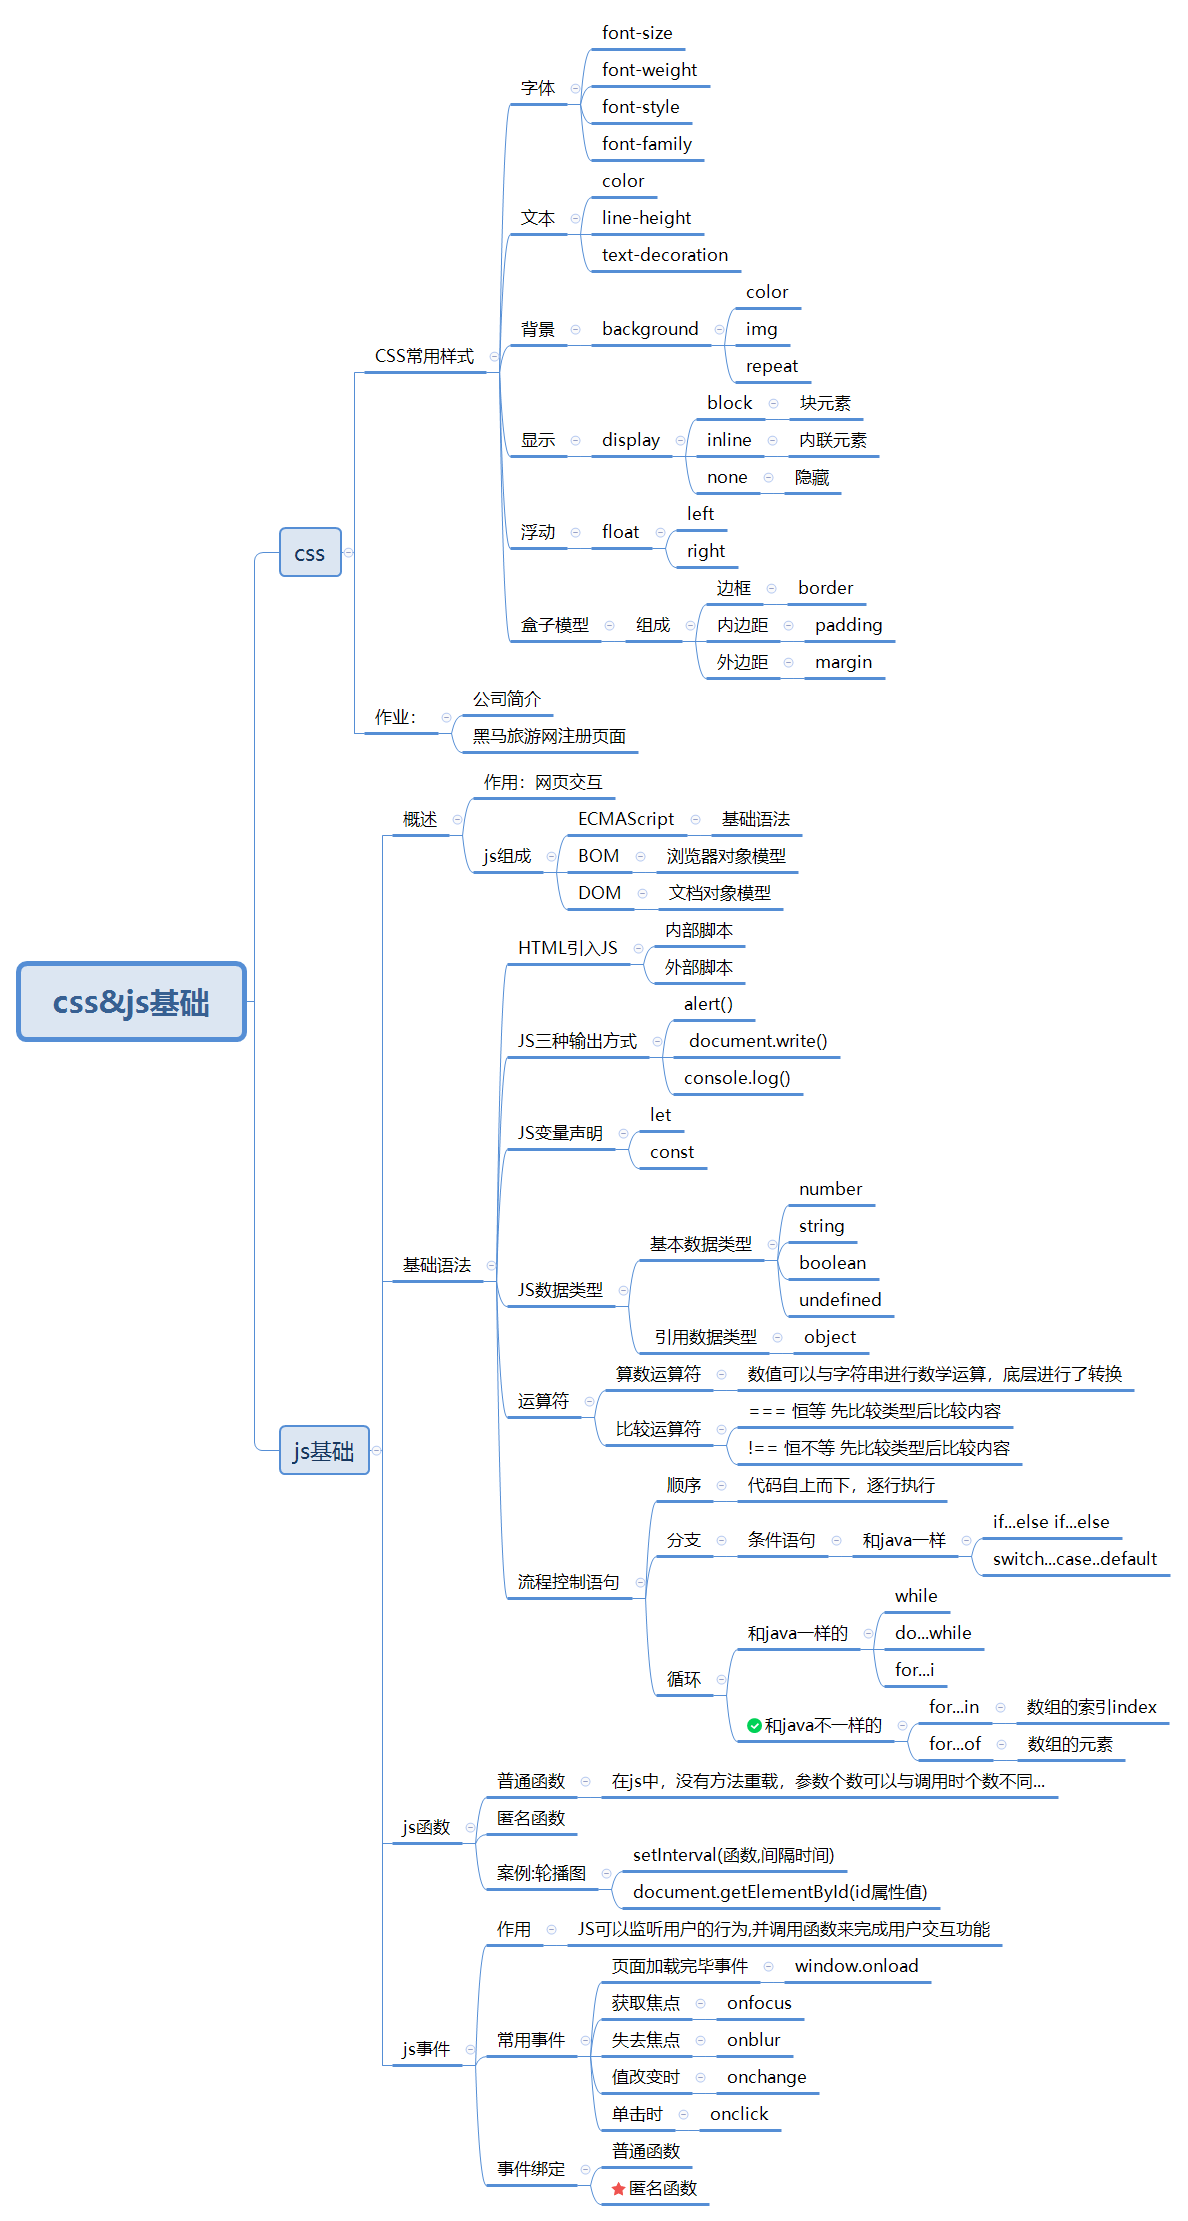 css&js基础
css
CSS常用样式
字体
font-size
font-weight
font-style
font-family
文本
color
line-height
text-decoration
背景
background
color
img
repeat
显示
display
block
块元素
inline
内联元素
none
隐藏
浮动
float
left
right
盒子模型
组成
边框
border
内边距
padding
外边距
margin
作业：
公司简介
黑马旅游网注册页面
js基础
概述
作用：网页交互
js组成
ECMAScript
基础语法
BOM
浏览器对象模型
DOM
文档对象模型
基础语法
HTML引入JS
内部脚本
外部脚本
JS三种输出方式
alert()
document.write()
console.log()
JS变量声明
let
const
JS数据类型
基本数据类型
number
string
boolean
undefined
引用数据类型
object
运算符
算数运算符
数值可以与字符串进行数学运算，底层进行了转换
比较运算符
=== 恒等 先比较类型后比较内容
!== 恒不等 先比较类型后比较内容
流程控制语句
顺序
代码自上而下，逐行执行
分支
条件语句
和java一样
if...else if...else
switch...case..default
循环
和java一样的
while
do...while
for...i
和java不一样的
for...in
数组的索引index
for...of
数组的元素
js函数
普通函数
在js中，没有方法重载，参数个数可以与调用时个数不同...
匿名函数
案例:轮播图
setInterval(函数,间隔时间)
document.getElementById(id属性值)
js事件
作用
JS可以监听用户的行为,并调用函数来完成用户交互功能
常用事件
页面加载完毕事件
window.onload
获取焦点
onfocus
失去焦点
onblur
值改变时
onchange
单击时
onclick
事件绑定
普通函数
匿名函数